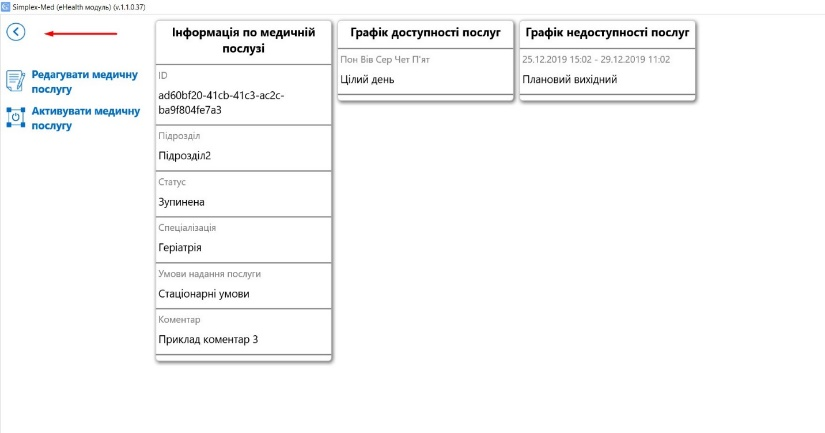 Simplex-Med (eHealth модуль) (v.1.1.0.37)
Редагувати медичну
послугу
Активувати медичну
послугу
Інформація по медичній
послузі
ID
ad60bf20-41cb-41c3-ac2c-
ba9f804fe7a3
Підрозділ
Підрозділ2
Статус
Зупинена
Спеціалізація
Геріатрія
Умови надання послуги
Стаціонарні умови
Коментар
Приклад коментар 3
Графік доступності послуг
Пон Вів Сер Чет П'ят
Цілий день
Графік недоступності послуг
25.12.2019 15:02 - 29.12.2019 11:02
Плановий вихідний